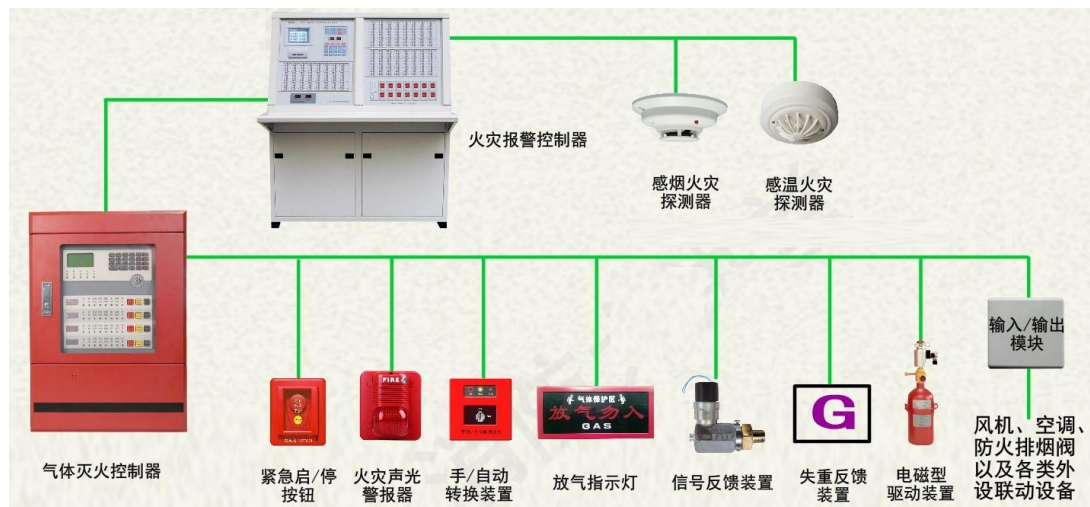 火灾报警控制器
感烟火灾
探测器
感温火灾
探测器
气体灭火控制器
FIRE
气体保护区
放气勿入
GAS
G
输入/输出
模块
紧急启/停
按钮
火灾声光
警报器
手/自动
转换装置
放气指示灯
信号反馈装置
失重反馈
装置
电磁型
驱动装置
风机、空调、
防火排烟阀
以及各类外
设联动设备